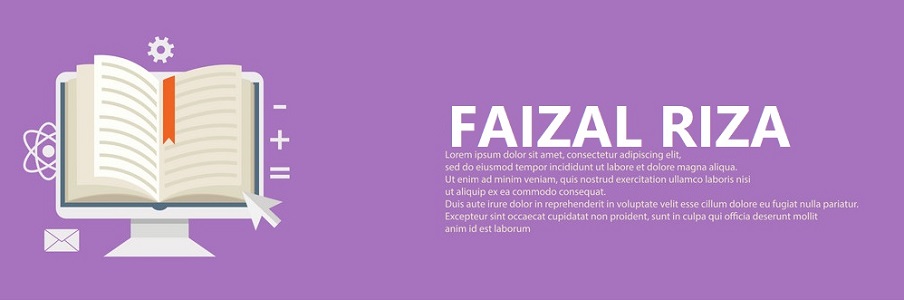 FAIZAL RIZA
Lorem ipsum dolor sit amet, consectetur adipiscing elit,
sed do eiusmod tempor incididunt ut labore et dolore magna aliqua.
Ut enim ad minim veniam, quis nostrud exercitation ullamco laboris nisi
ut aliquip ex ea commodo consequat.
Duis aute irure dolor in reprehenderit in voluptate velit esse cillum dolore eu fugiat nulla pariatur.
Excepteur sint occaecat cupidatat non proident, sunt in culpa qui officia deserunt mollit
anim id est laborum